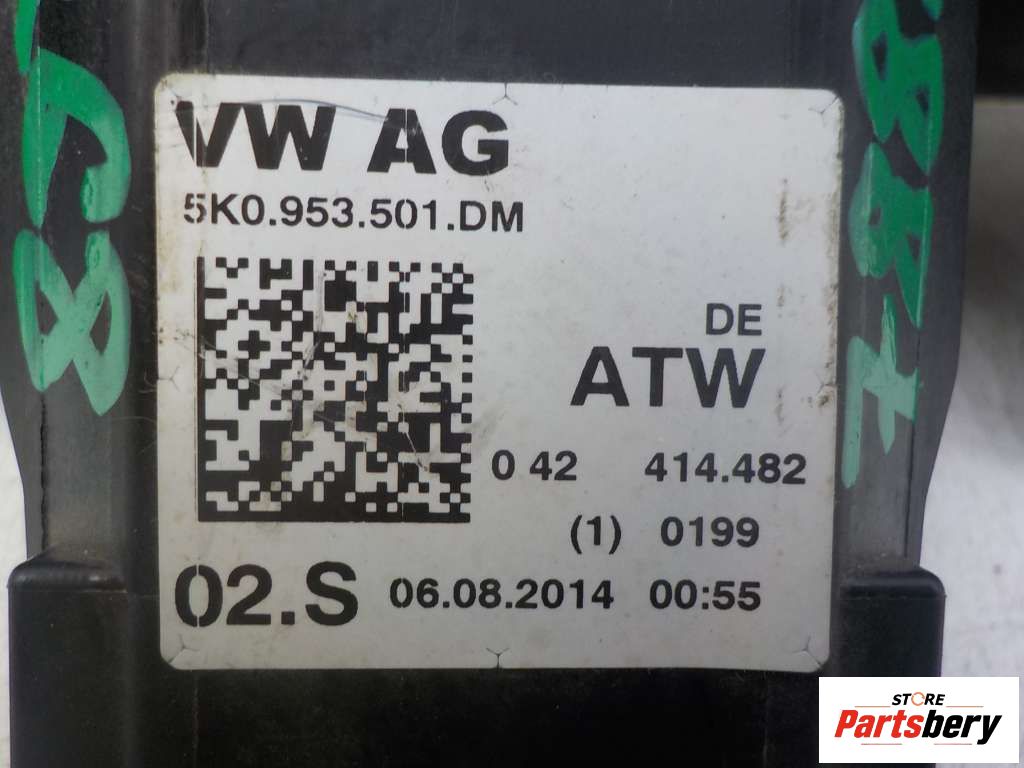 VW AG
5K0.953.501.DM
DE
ATW
0 42 414.482
(1) 0199
02.S 06.08.2014 00:55
STORE
Partsbery